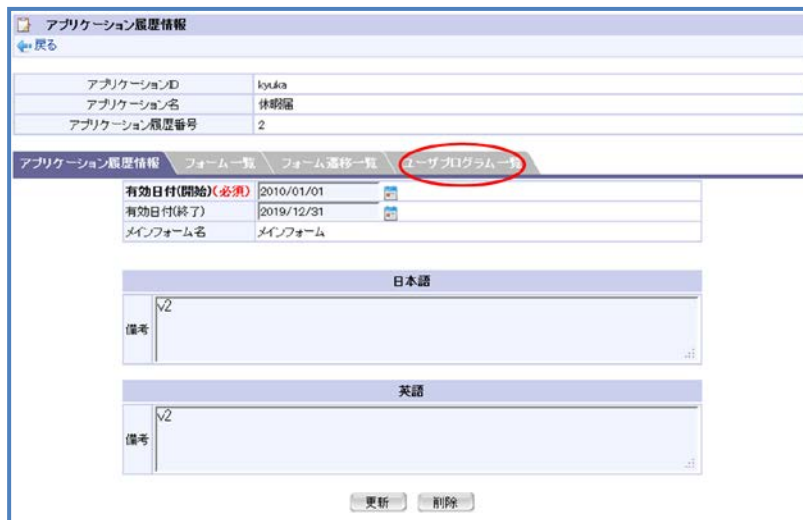 アプリケーション履歴情報
戻る
アプリケーションID kyuka
アプリケーション名 休暇届
アプリケーション履歴番号 2
アプリケーション履歴情報 フォーム一覧 フォーム遷移一覧 ユーザプログラム一覧
有効日付(開始)(必須) 2010/01/01
有効日付(終了) 2019/12/31
メインフォーム名 メインフォーム
日本語
備考 v2
英語
備考 v2
更新 削除